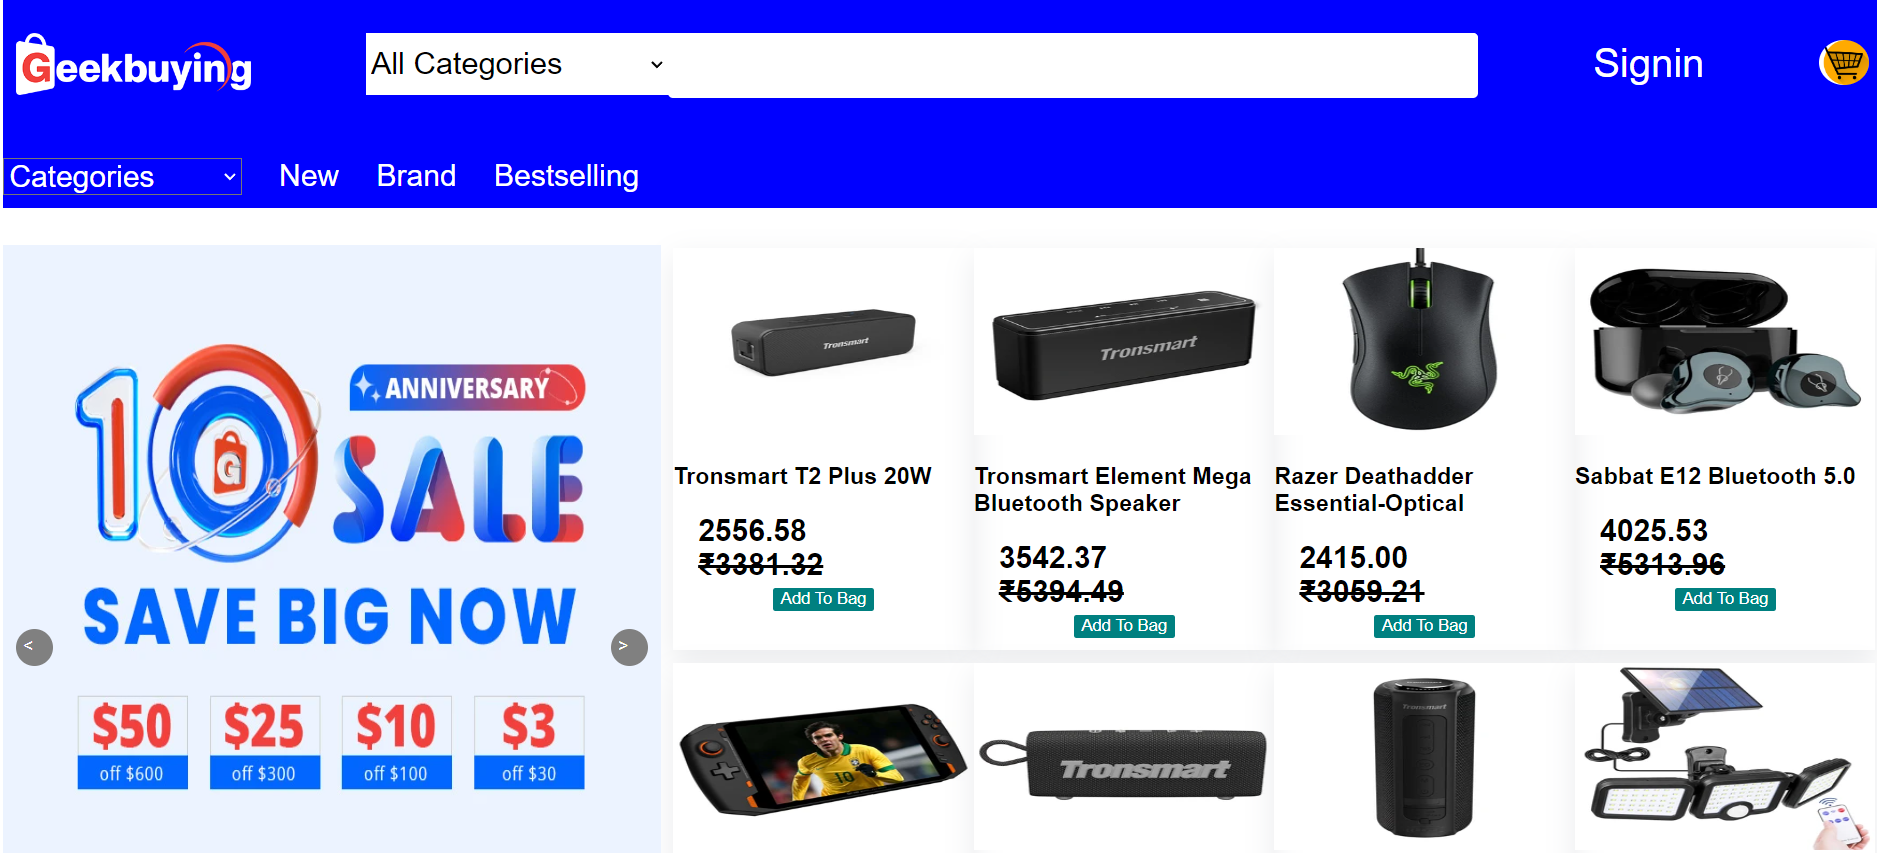 Geekbuying
All Categories
Signin
Categories
New
Brand
Bestselling
10
ANNIVERSARY
SALE
SAVE BIG NOW
<
>
$50
off $600
$25
off $300
$10
off $100
$3
off $30
Tronsmart
Tronsmart T2 Plus 20W
2556.58
₹3381.32
Add To Bag
Tronsmart
Tronsmart Element Mega
Bluetooth Speaker
3542.37
₹5394.49
Add To Bag
Razer Deathadder
Essential-Optical
2415.00
₹3059.21
Add To Bag
Sabbat E12 Bluetooth 5.0
4025.53
₹5313.96
Add To Bag
10
Tronsmart
Tronsmart